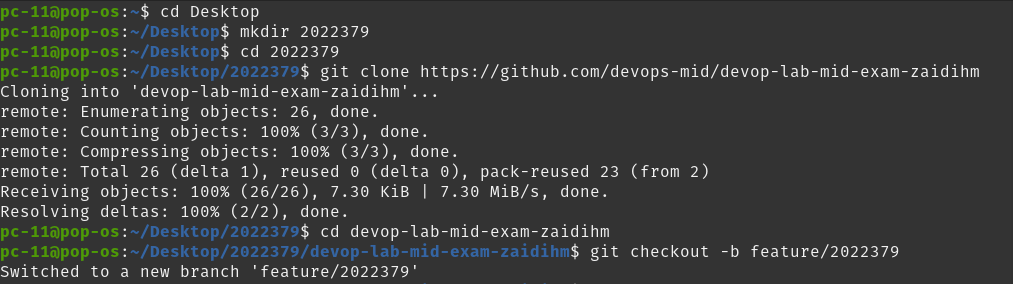 pc-11@pop-os:~$ cd Desktop
pc-11@pop-os:~/Desktop$ mkdir 2022379
pc-11@pop-os:~/Desktop$ cd 2022379
pc-11@pop-os:~/Desktop/2022379$ git clone https://github.com/devops-mid/devop-lab-mid-exam-zaidihm
Cloning into 'devop-lab-mid-exam-zaidihm'...
remote: Enumerating objects: 26, done.
remote: Counting objects: 100% (3/3), done.
remote: Compressing objects: 100% (3/3), done.
remote: Total 26 (delta 1), reused 0 (delta 0), pack-reused 23 (from 2)
Receiving objects: 100% (26/26), 7.30 KiB | 7.30 MiB/s, done.
Resolving deltas: 100% (2/2), done.
pc-11@pop-os:~/Desktop/2022379$ cd devop-lab-mid-exam-zaidihm
pc-11@pop-os:~/Desktop/2022379/devop-lab-mid-exam-zaidihm$ git checkout -b feature/2022379
Switched to a new branch 'feature/2022379'